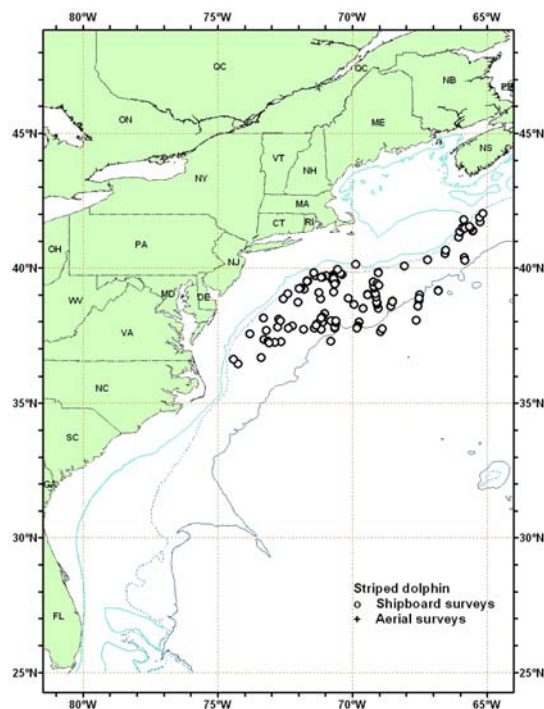 80°W 75°W 70°W 65°W
QC
QC
NB
PE
ON
ME
45°N 45°N
NS
VT
NH
NY
MA
CT RI
OH
PA
40°N 40°N
NJ
MD
DE
WV
VA
NC
35°N 35°N
SC
GA
30°N 30°N
Striped dolphin
Shipboard surveys
FL
Aerial surveys
25°N 25°N
80°W 75°W 70°W 65°W